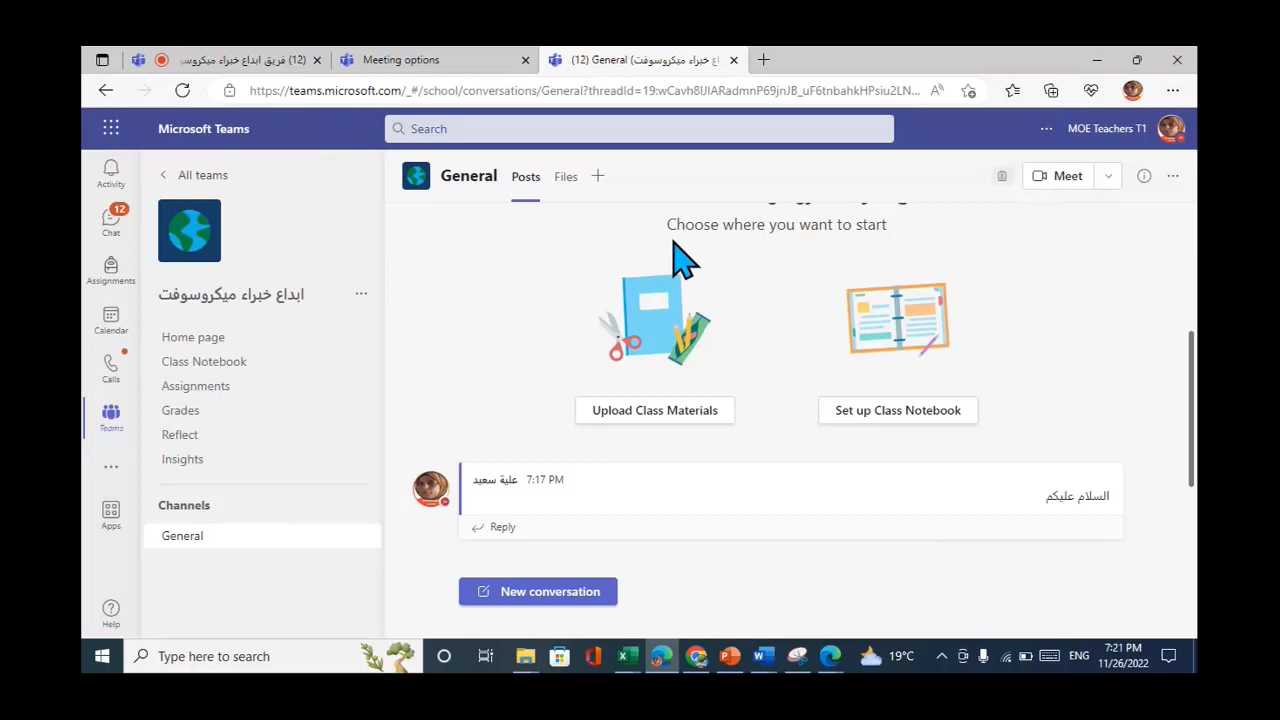 (12) فريق ابداع خبراء ميكروسو
Meeting options
(12) General (اع خبراء ميكروسوفت
https://teams.microsoft.com/_#/school/conversations/General?threadId=19:wCavh8IJIARadmnP69jnJB_uF6tnbahkHPsiu2LN...
Microsoft Teams
Search
MOE Teachers T1
Activity
12
Chat
Assignments
Calendar
Calls
Teams
Apps
Help
All teams
ابداع خبراء ميكروسوفت
Home page
Class Notebook
Assignments
Grades
Reflect
Insights
Channels
General
General
Posts
Files
Meet
Choose where you want to start
Upload Class Materials
Set up Class Notebook
علية سعيد 7:17 PM
السلام عليكم
Reply
New conversation
Type here to search
19°C
ENG
7:21 PM
11/26/2022